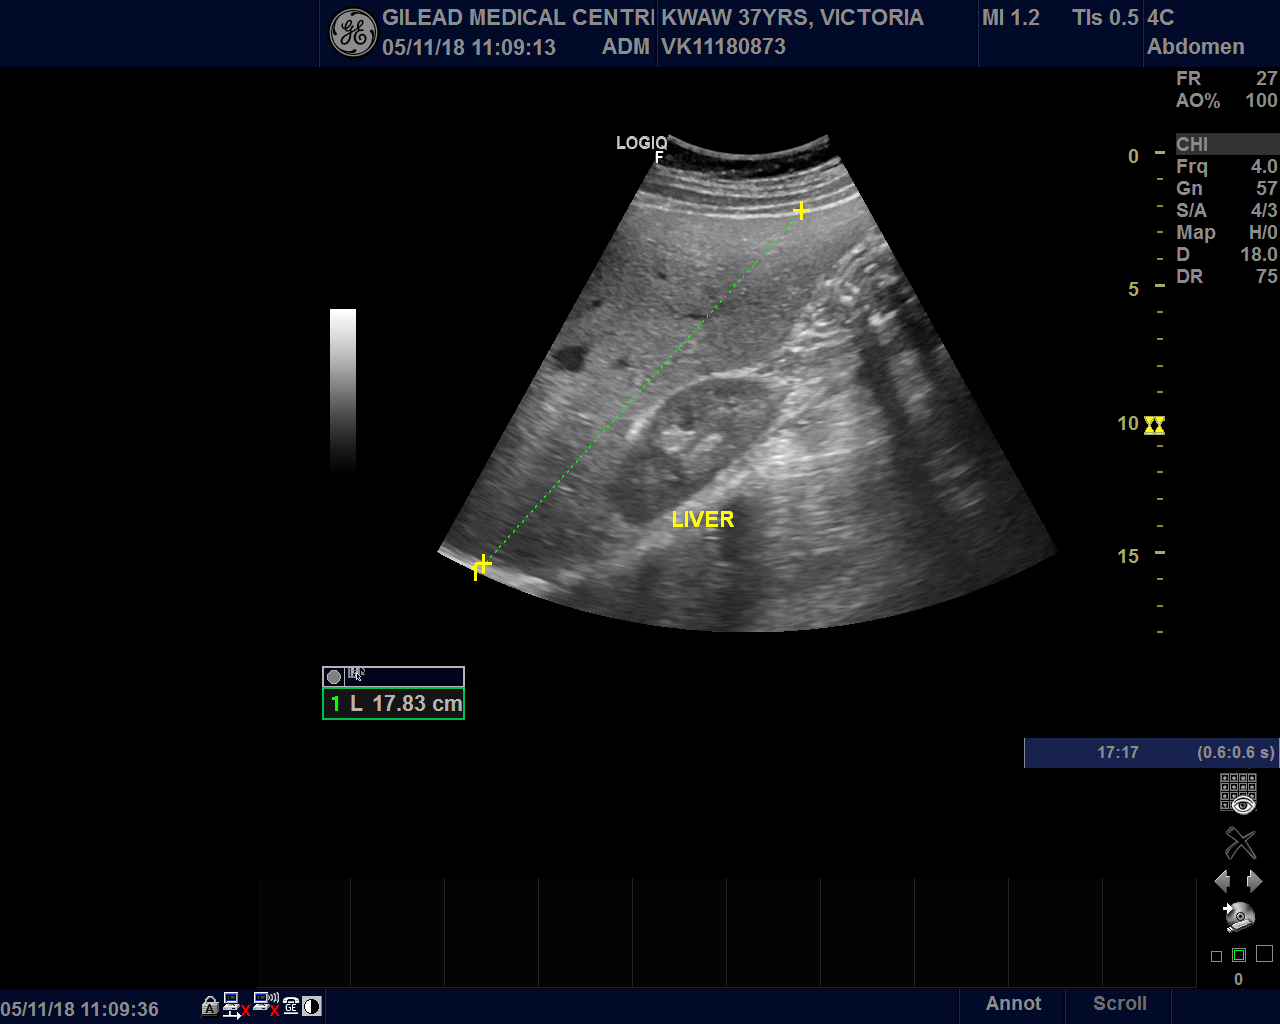 GILEAD MEDICAL CENTR
KWAW 37YRS, VICTORIA
MI 1.2
TIs 0.5
4C
05/11/18 11:09:13
ADM
VK11180873
Abdomen
FR 27
AO% 100
CHI
Frq 4.0
Gn 57
S/A 4/3
Map H/0
D 18.0
DR 75
LOGIQ
F
0
5
10
15
LIVER
1 L 17.83 cm
17:17 (0.6:0.6 s)
0
05/11/18 11:09:36
Annot
Scroll